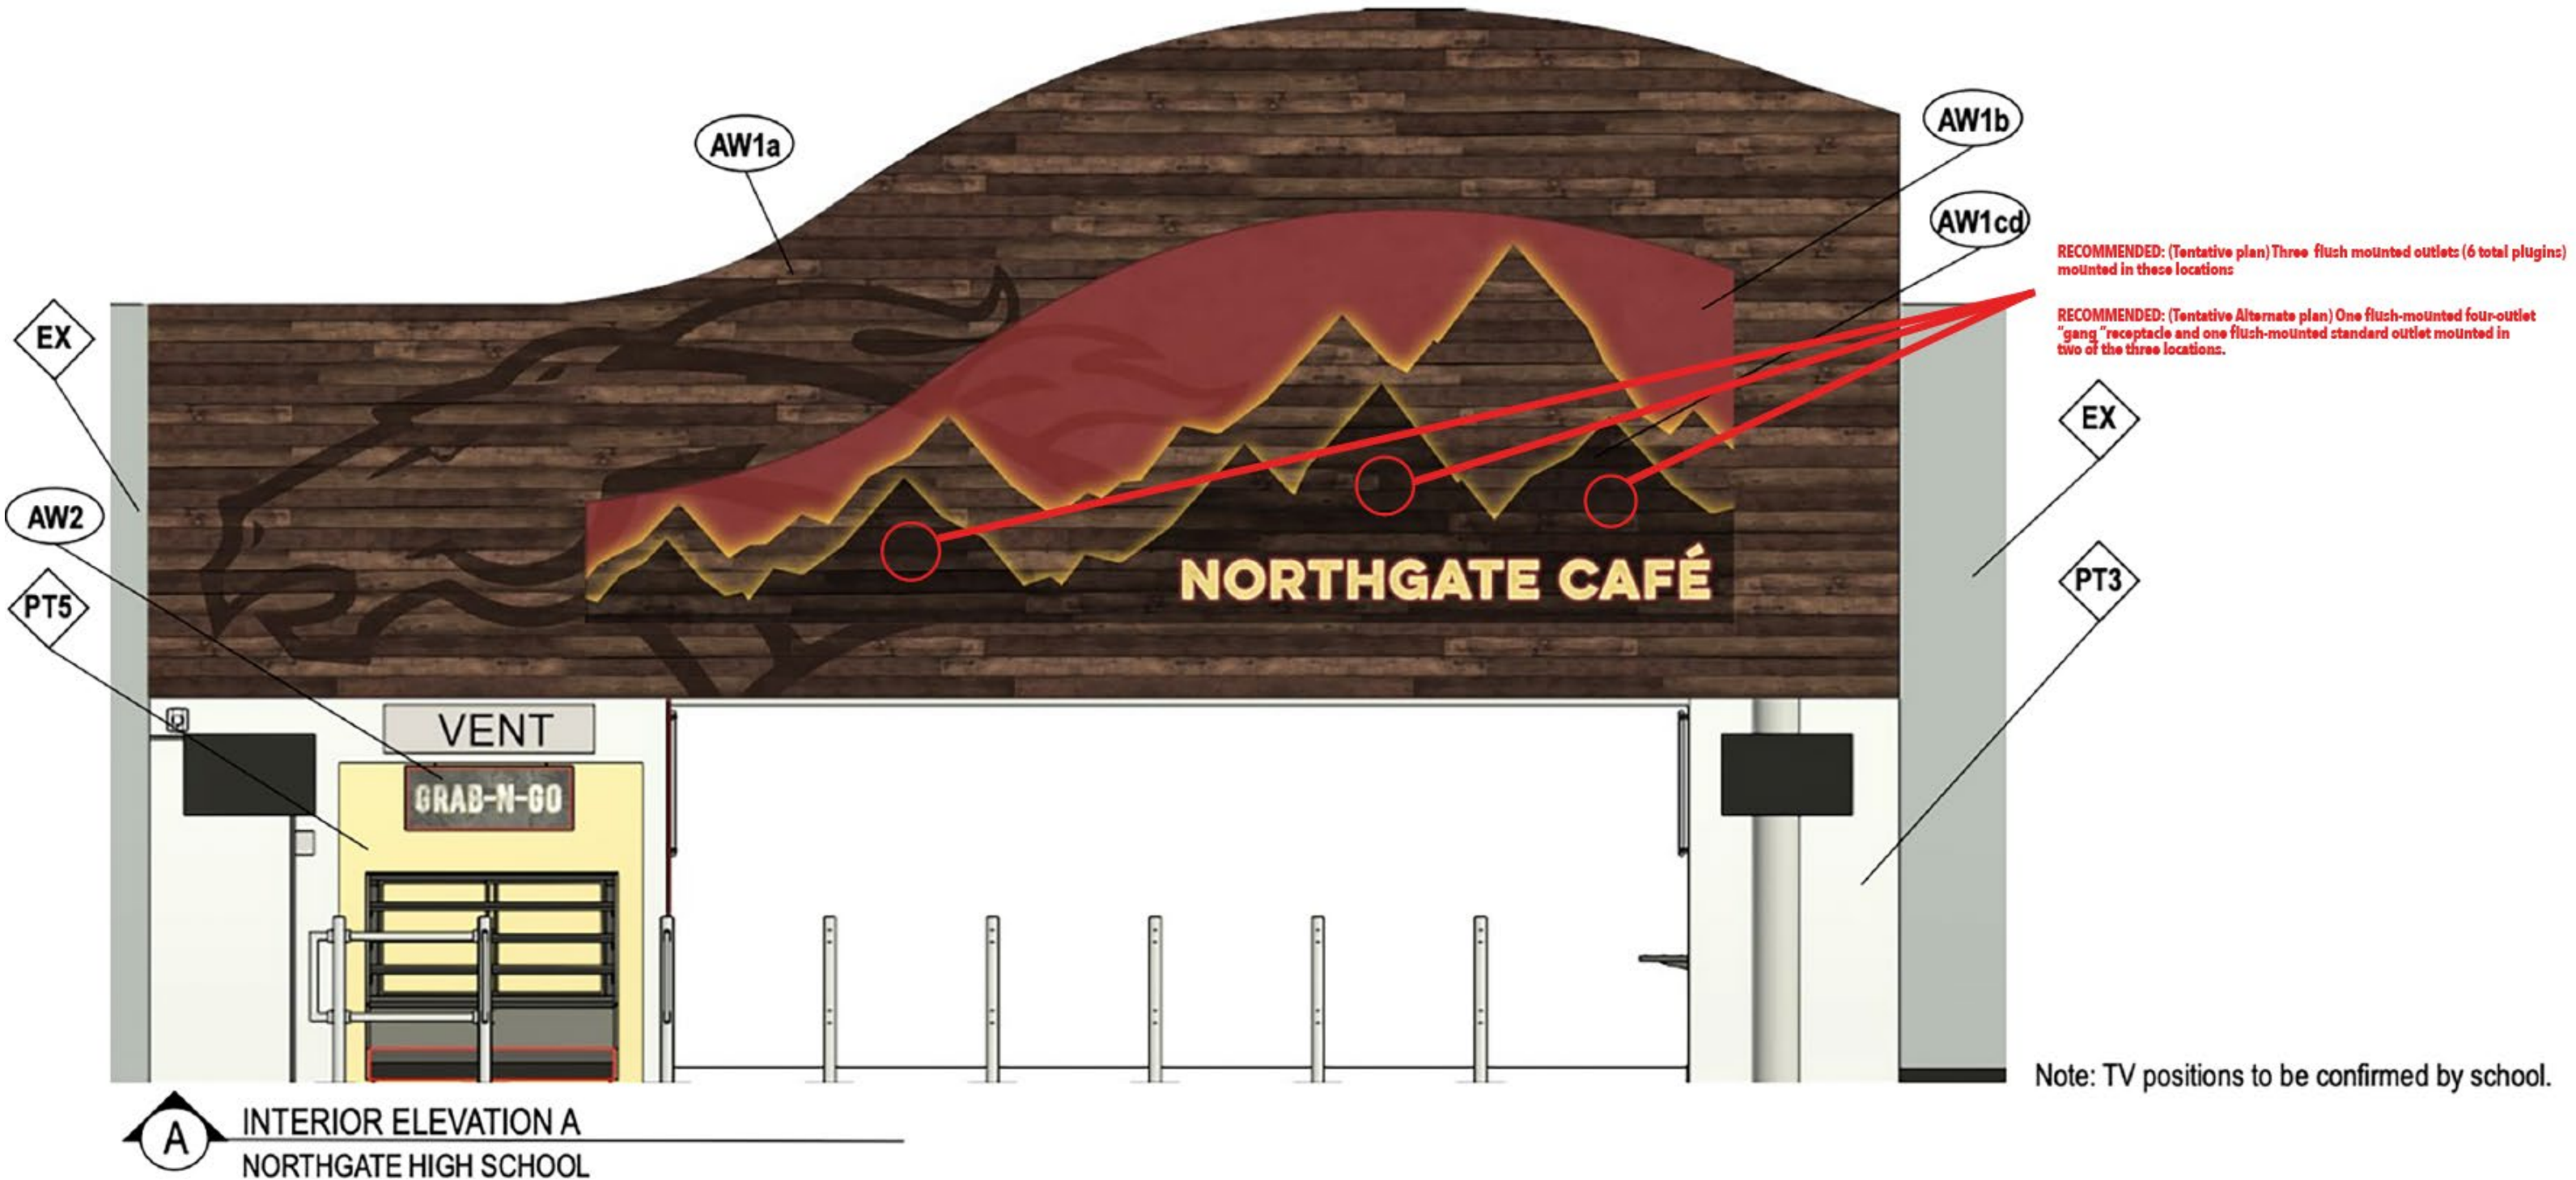 AW1a
AW1b
AW1cd
RECOMMENDED: (Tentative plan) Three flush mounted outlets (6 total plugins)
mounted in these locations
RECOMMENDED: (Tentative Alternate plan) One flush-mounted four-outlet
"gang "receptacle and one flush-mounted standard outlet mounted in
two of the three locations.
EX
EX
AW2
PT5
PT3
NORTHGATE CAFÉ
VENT
GRAB-N-GO
Note: TV positions to be confirmed by school.
A
INTERIOR ELEVATION A
NORTHGATE HIGH SCHOOL